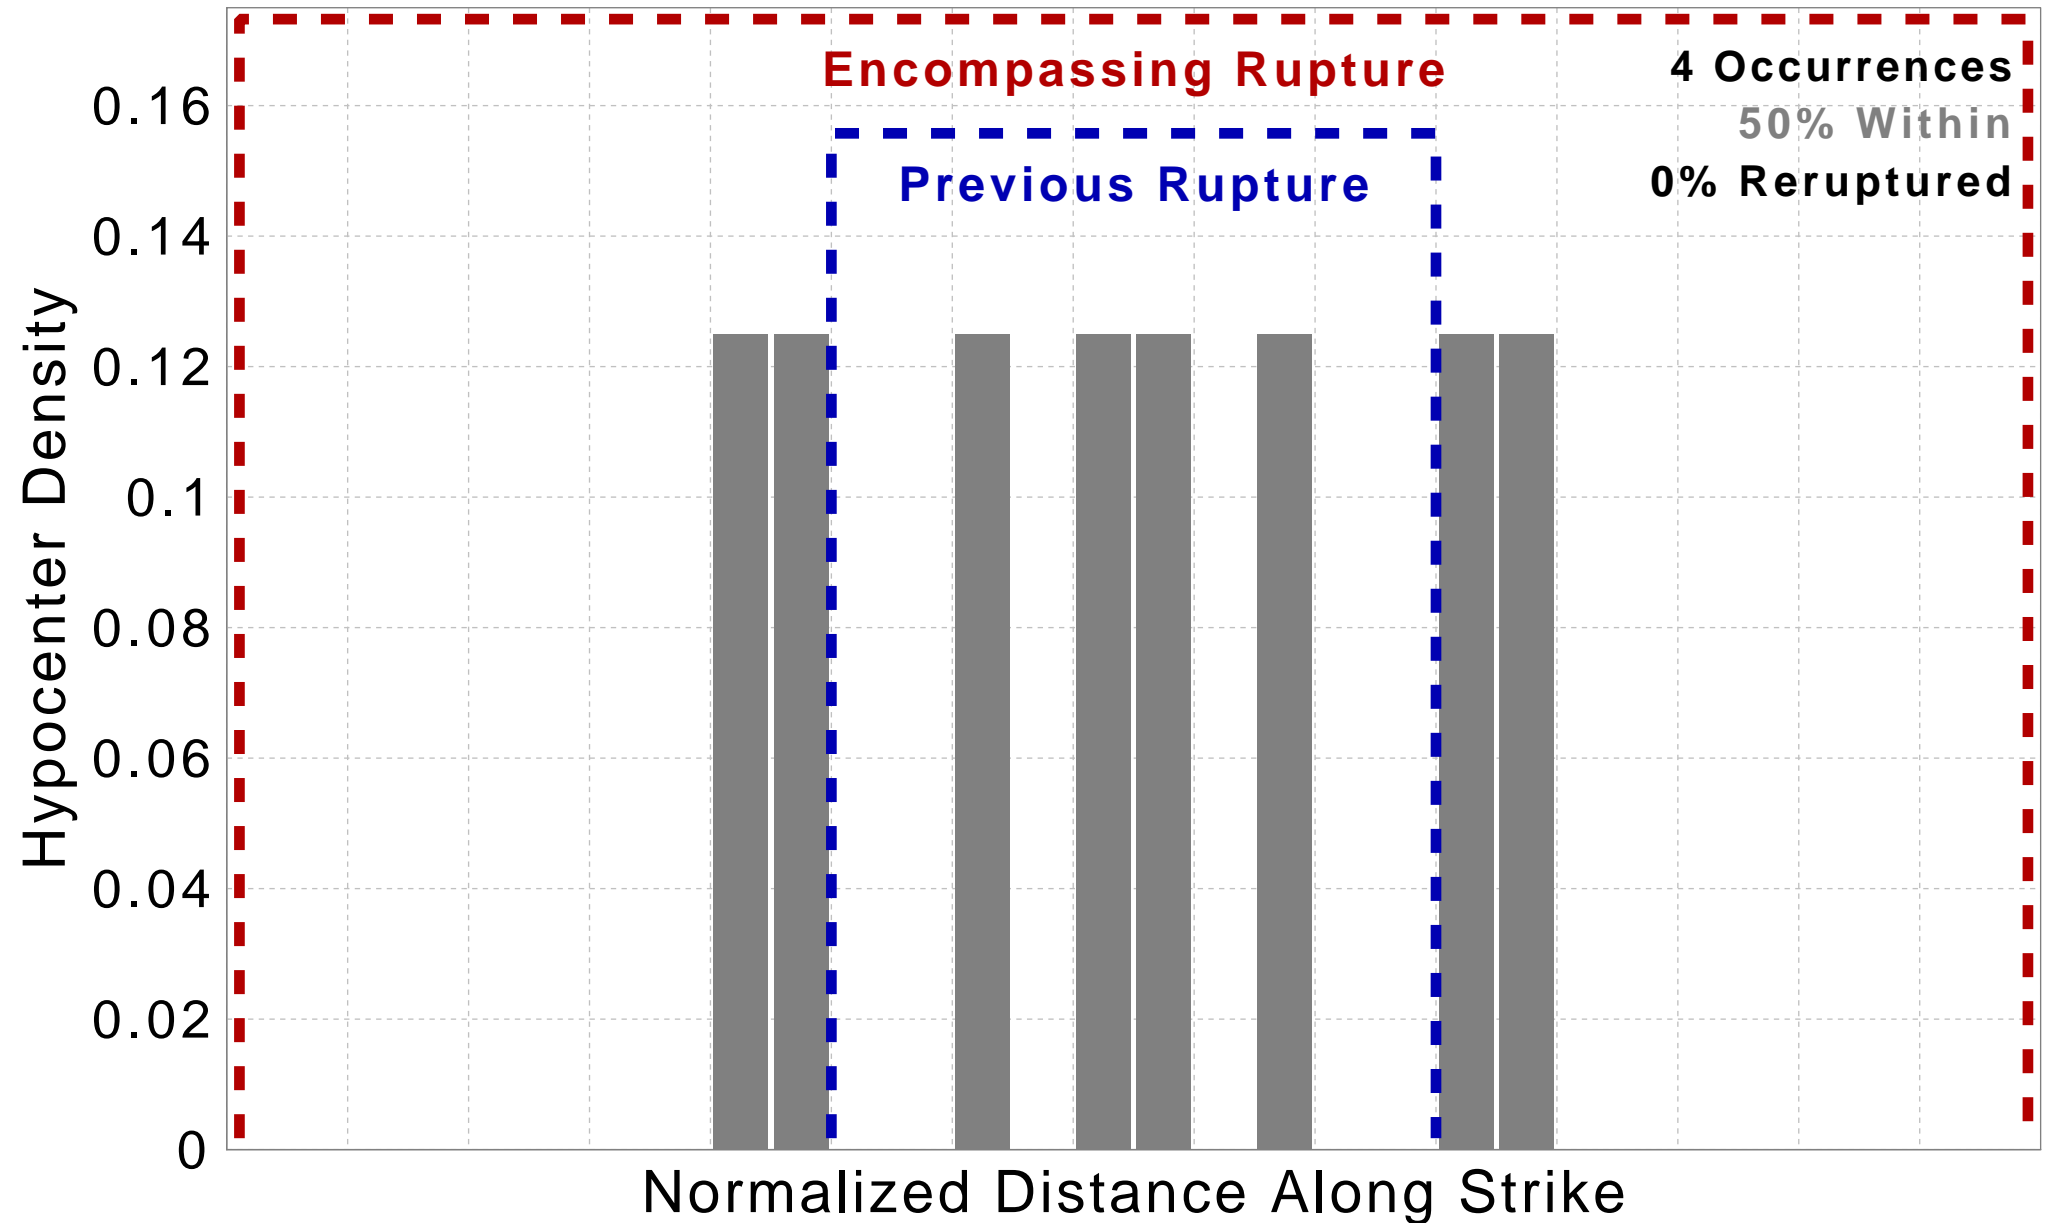 Encompassing Rupture
4 Occurrences
50% Within
0% Reruptured
Previous Rupture
Hypocenter Density
0.16
0.14
0.12
0.1
0.08
0.06
0.04
0.02
0
Normalized Distance Along Strike